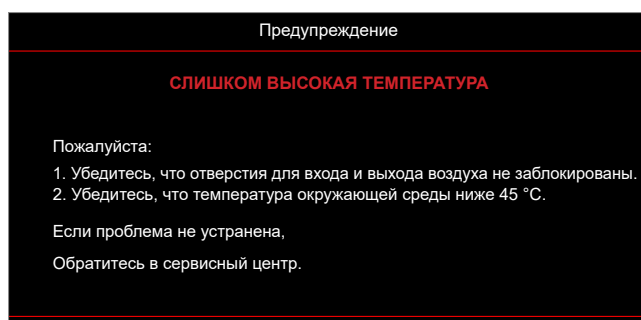 Предупреждение
СЛИШКОМ ВЫСОКАЯ ТЕМПЕРАТУРА
Пожалуйста:
1. Убедитесь, что отверстия для входа и выхода воздуха не заблокированы.
2. Убедитесь, что температура окружающей среды ниже 45 °C.
Если проблема не устранена,
Обратитесь в сервисный центр.